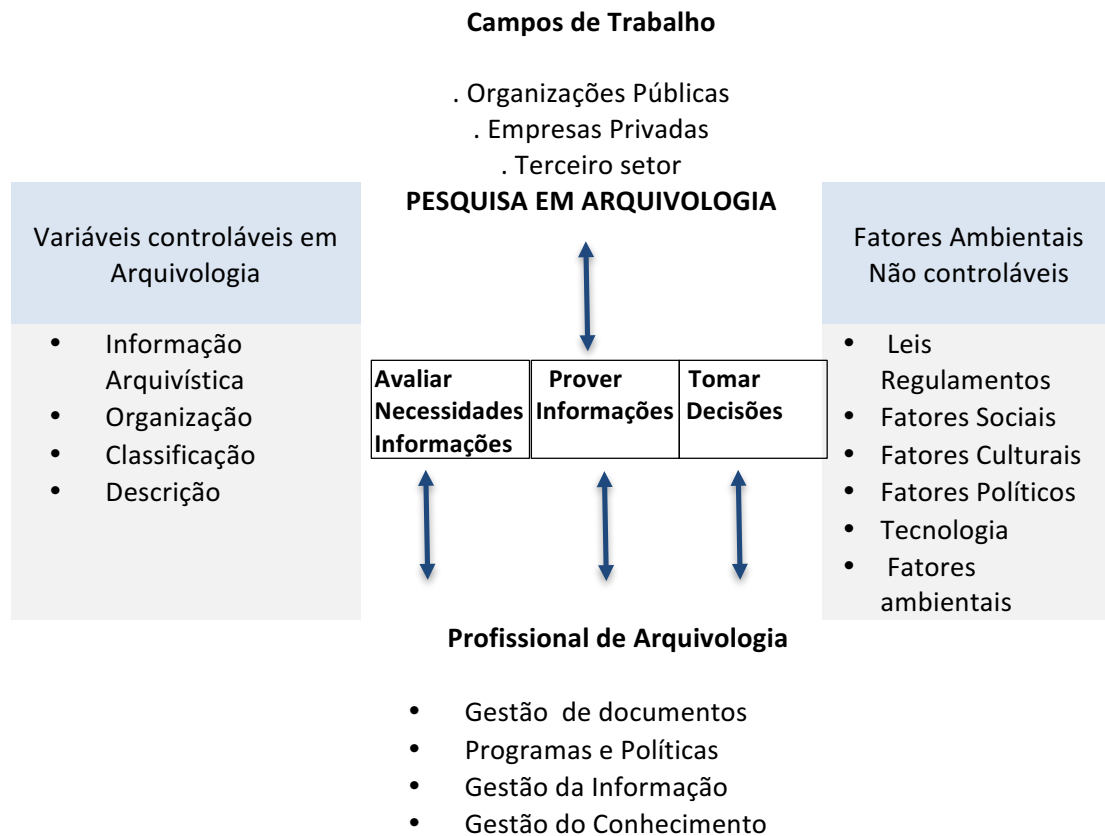 Campos de Trabalho
. Organizações Públicas
. Empresas Privadas
. Terceiro setor
PESQUISA EM ARQUIVOLOGIA
Variáveis controláveis em
Arquivologia
• Informação
Arquivística
• Organização
• Classificação
• Descrição
Avaliar
Necessidades
Informações
Prover
Informações
Tomar
Decisões
Fatores Ambientais
Não controláveis
• Leis
Regulamentos
• Fatores Sociais
• Fatores Culturais
• Fatores Políticos
• Tecnologia
• Fatores
ambientais
Profissional de Arquivologia
• Gestão de documentos
• Programas e Políticas
• Gestão da Informação
• Gestão do Conhecimento